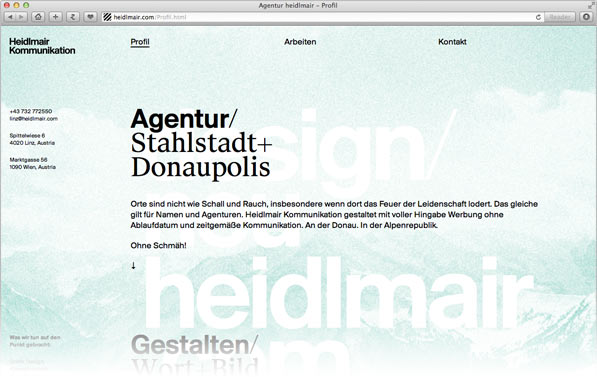 Agentur heidlmair – Profil
heidlmair.com/Profil.html
Reader
Heidlmair
Kommunikation
Profil
Arbeiten
Kontakt
+43 732 772550
linz@heidlmair.com
Spittelwiese 6
4020 Linz, Austria
Marktgasse 56
1090 Wien, Austria
design/
Agentur/
Stahlstadt+
Donaupolis
Orte sind nicht wie Schall und Rauch, insbesondere wenn dort das Feuer der Leidenschaft lodert. Das gleiche
gilt für Namen und Agenturen. Heidlmair Kommunikation gestaltet mit voller Hingabe Werbung ohne
Ablaufdatum und zeitgemäße Kommunikation. An der Donau. In der Alpenrepublik.
Ohne Schmäh!
↓
heidlmair
Was wir tun auf den
Punkt gebracht:
Gestalten/
Wort+Bild